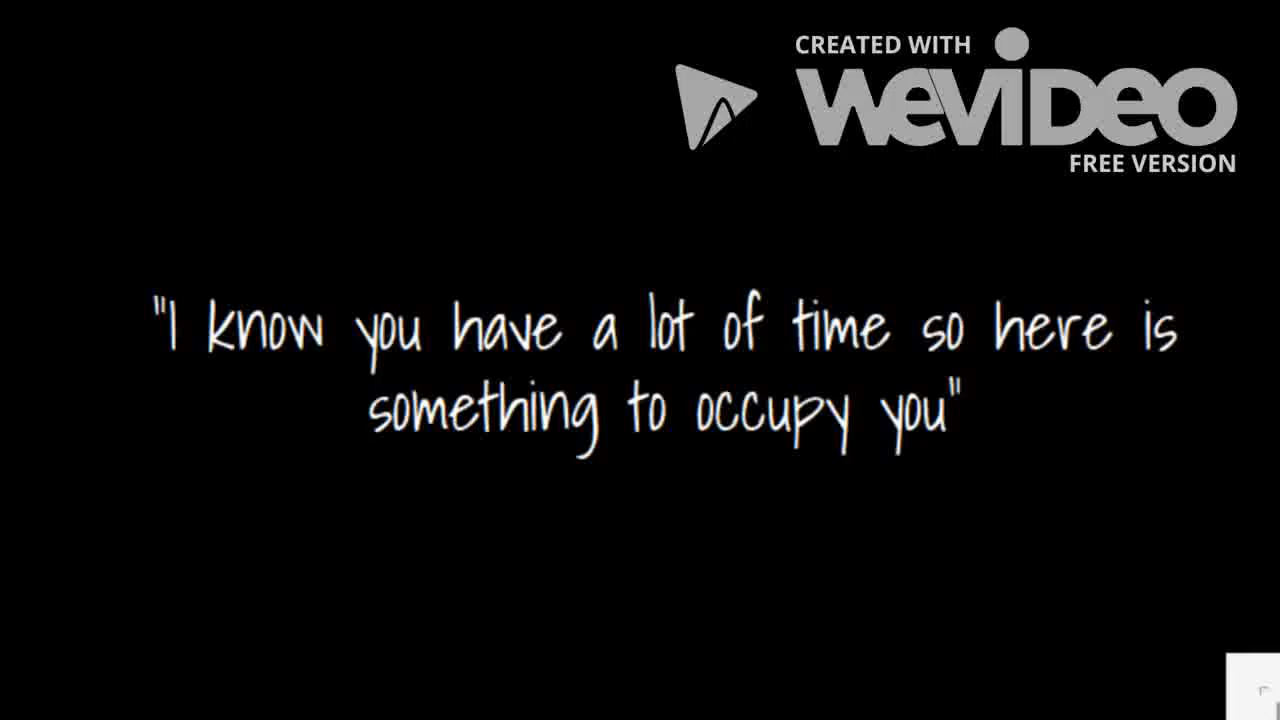 CREATED WITH
WEVIDEO
FREE VERSION
"I know you have a lot of time so here is
something to occupy you"